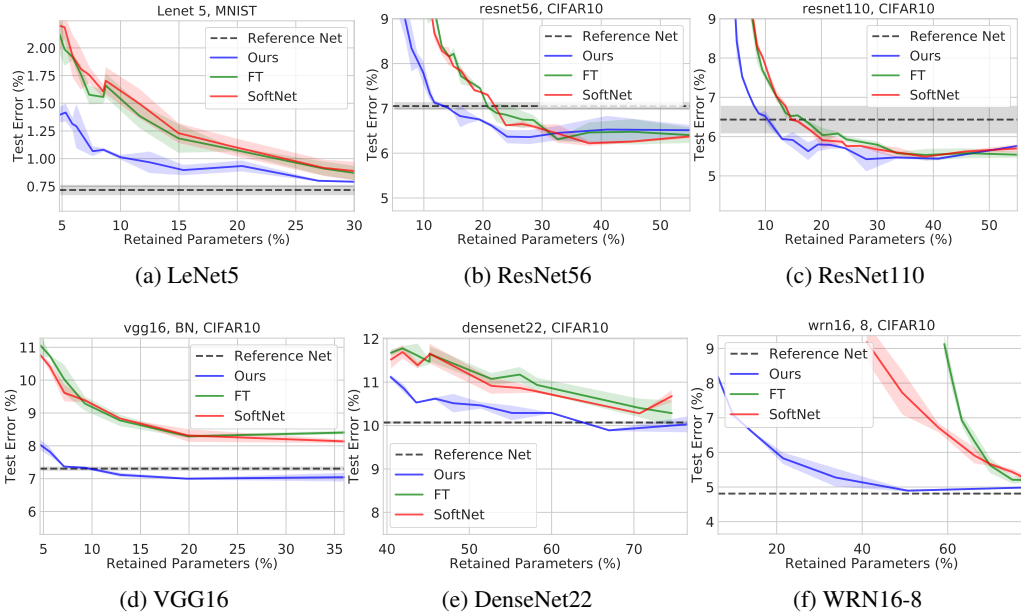 Lenet 5, MNIST
Test Error (%)
2.00
1.75
1.50
1.25
1.00
0.75
5 10 15 20 25 30
Retained Parameters (%)
Reference Net
Ours
FT
SoftNet
(a) LeNet5
resnet56, CIFAR10
Test Error (%)
9
8
7
6
5
10 20 30 40 50
Retained Parameters (%)
Reference Net
Ours
FT
SoftNet
(b) ResNet56
resnet110, CIFAR10
Test Error (%)
9
8
7
6
5
10 20 30 40 50
Retained Parameters (%)
Reference Net
Ours
FT
SoftNet
(c) ResNet110
vgg16, BN, CIFAR10
Test Error (%)
11
10
9
8
7
6
5 10 15 20 25 30 35
Retained Parameters (%)
Reference Net
Ours
FT
SoftNet
(d) VGG16
densenet22, CIFAR10
Test Error (%)
12
11
10
9
8
40 50 60 70
Retained Parameters (%)
Reference Net
Ours
FT
SoftNet
(e) DenseNet22
wrn16, 8, CIFAR10
Test Error (%)
9
8
7
6
5
4
20 40 60
Retained Parameters (%)
Reference Net
Ours
FT
SoftNet
(f) WRN16-8